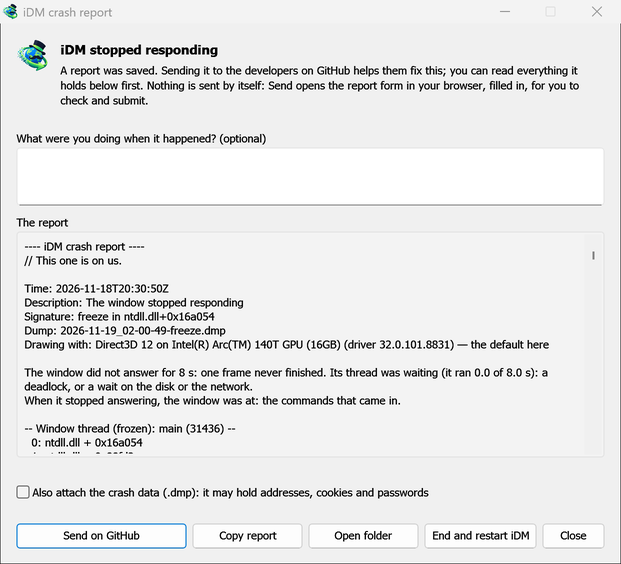 iDM crash report
iDM stopped responding
A report was saved. Sending it to the developers on GitHub helps them fix this; you can read everything it
holds below first. Nothing is sent by itself: Send opens the report form in your browser, filled in, for you to
check and submit.
What were you doing when it happened? (optional)
The report
---- iDM crash report ----
// This one is on us.
Time: 2026-11-18T20:30:50Z
Description: The window stopped responding
Signature: freeze in ntdll.dll+0x16a054
Dump: 2026-11-19_02-00-49-freeze.dmp
Drawing with: Direct3D 12 on Intel(R) Arc(TM) 140T GPU (16GB) (driver 32.0.101.8831) — the default here
The window did not answer for 8 s: one frame never finished. Its thread was waiting (it ran 0.0 of 8.0 s): a
deadlock, or a wait on the disk or the network.
When it stopped answering, the window was at: the commands that came in.
-- Window thread (frozen): main (31436) --
0: ntdll.dll + 0x16a054
Also attach the crash data (.dmp): it may hold addresses, cookies and passwords
Send on GitHub
Copy report
Open folder
End and restart iDM
Close